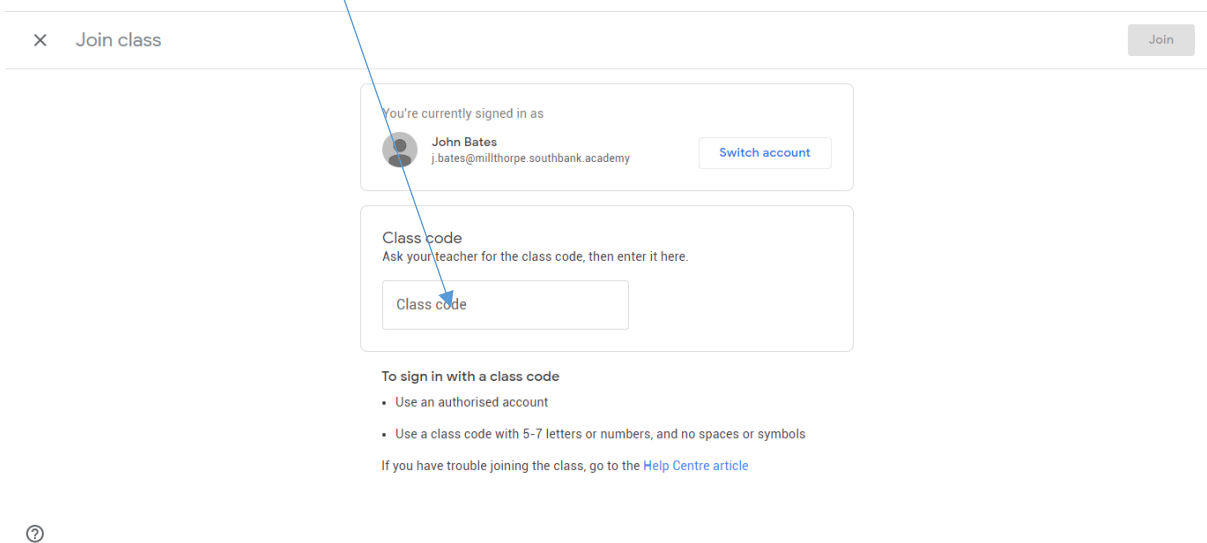 Join class
Join
You're currently signed in as
John Bates
j.bates@millthorpe.southbank.academy
Switch account
Class code
Ask your teacher for the class code, then enter it here.
Class code
To sign in with a class code
• Use an authorised account
• Use a class code with 5-7 letters or numbers, and no spaces or symbols
If you have trouble joining the class, go to the Help Centre article